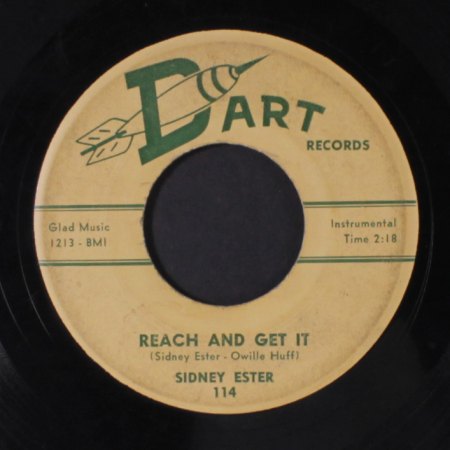 DART
RECORDS
Glad Music
1213 - BMI
Instrumental
Time 2:18
REACH AND GET IT
(Sidney Ester - Owille Huff)
SIDNEY ESTER
114